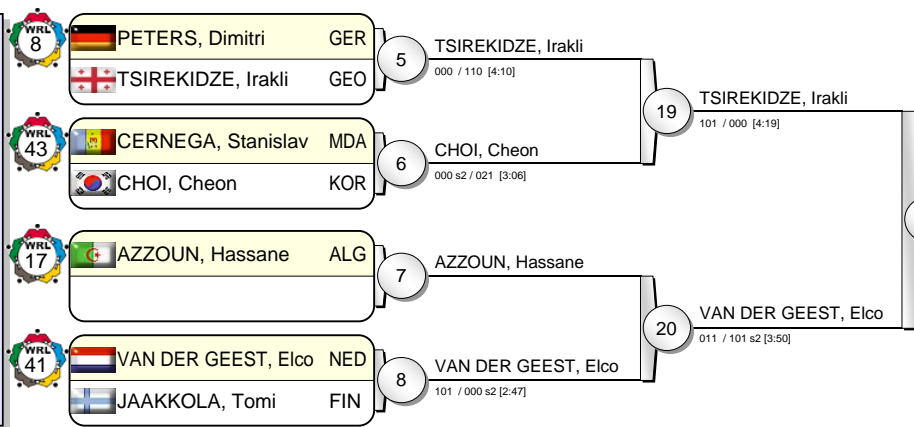 WRL 8 PETERS, Dimitri GER
TSIREKIDZE, Irakli GEO
5
TSIREKIDZE, Irakli
000 / 110 [4:10]
WRL 43 CERNEGA, Stanislav MDA
CHOI, Cheon KOR
6
CHOI, Cheon
000 s2 / 021 [3:06]
19
TSIREKIDZE, Irakli
101 / 000 [4:19]
WRL 17 AZZOUN, Hassane ALG
7
AZZOUN, Hassane
WRL 41 VAN DER GEEST, Elco NED
JAAKKOLA, Tomi FIN
8
VAN DER GEEST, Elco
101 / 000 s2 [2:47]
20
VAN DER GEEST, Elco
011 / 101 s2 [3:50]